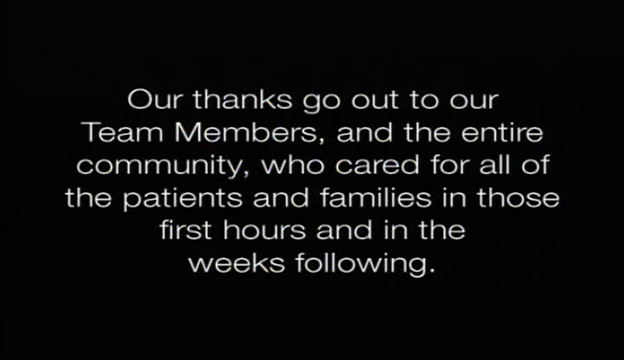 Our thanks go out to our
Team Members, and the entire
community, who cared for all of
the patients and families in those
first hours and in the
weeks following.